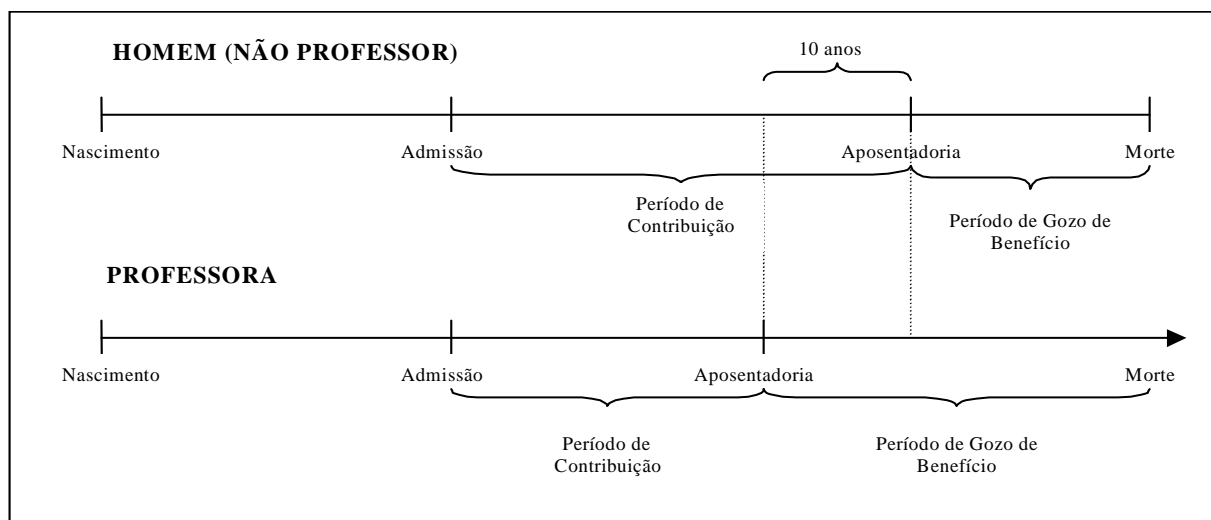 10 anos
HOMEM (NÃO PROFESSOR)
Nascimento
Admissão
Aposentadoria
Morte
Período de
Contribuição
Período de Gozo de
Benefício
PROFESSORA
Nascimento
Admissão
Aposentadoria
Morte
Período de
Contribuição
Período de Gozo de
Benefício